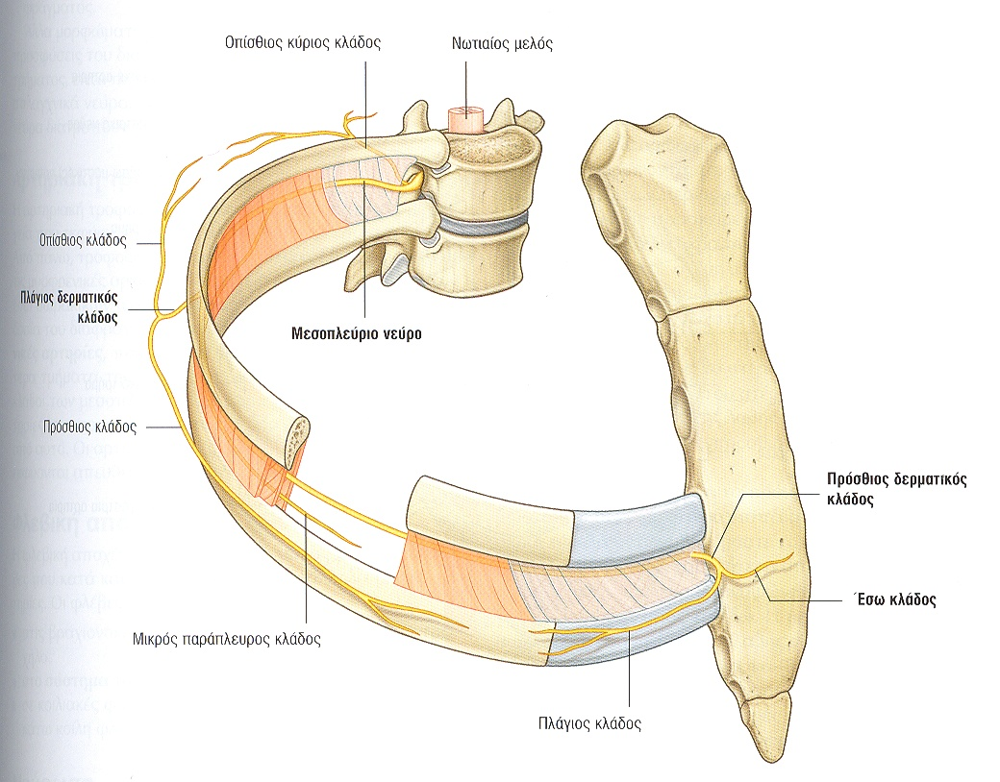 Οπίσθιος κύριος κλάδος
Νωτιαίος μελός
Οπίσθιος κλάδος
Πλάγιος δερματικός
κλάδος
Μεσοπλεύριο νεύρο
Πρόσθιος κλάδος
Πρόσθιος δερματικός
κλάδος
Έσω κλάδος
Μικρός παράπλευρος κλάδος
Πλάγιος κλάδος